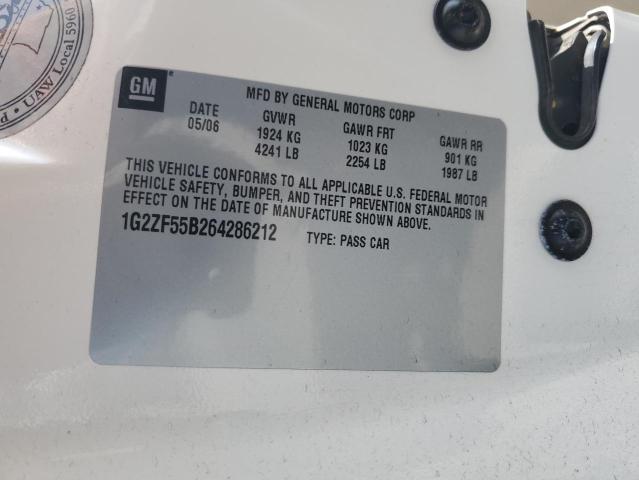 UAW Local 5960
GM
MFD BY GENERAL MOTORS CORP
DATE GVWR GAWR FRT GAWR RR
05/06 1924 KG 1023 KG 901 KG
4241 LB 2254 LB 1987 LB
THIS VEHICLE CONFORMS TO ALL APPLICABLE U.S. FEDERAL MOTOR
VEHICLE SAFETY, BUMPER, AND THEFT PREVENTION STANDARDS IN
EFFECT ON THE DATE OF MANUFACTURE SHOWN ABOVE.
1G2ZF55B264286212 TYPE: PASS CAR